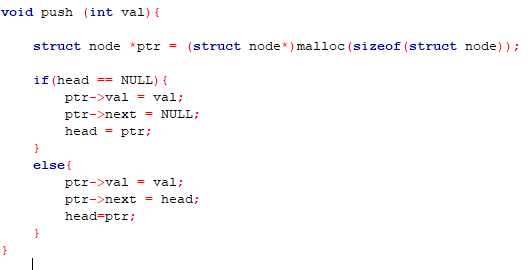 void push (int val){
struct node *ptr = (struct node*)malloc(sizeof(struct node));
if(head == NULL){
ptr->val = val;
ptr->next = NULL;
head = ptr;
}
else{
ptr->val = val;
ptr->next = head;
head=ptr;
}
}